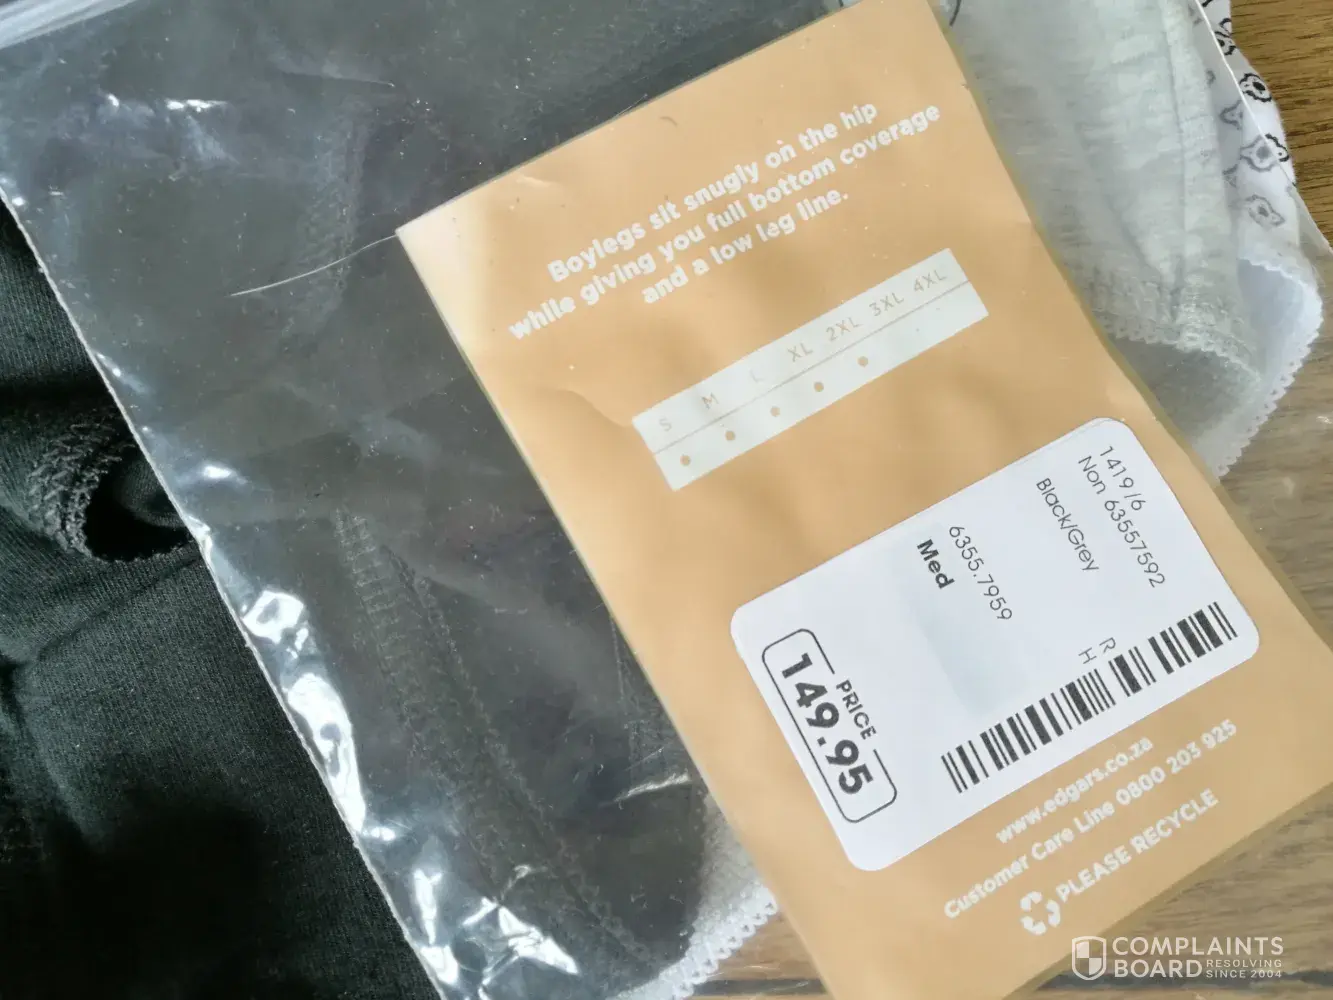 Boylegs sit snugly on the hip
while giving you full bottom coverage
and a low leg line.
S M L XL 2XL 3XL 4XL
1419/6
Non 63557592
Black/Grey
6355.7959
Med
H R
PRICE
149.95
www.edgars.co.za
Customer Care Line 0800 203 925
PLEASE RECYCLE
COMPLAINTS
BOARD RESOLVING
SINCE 2004